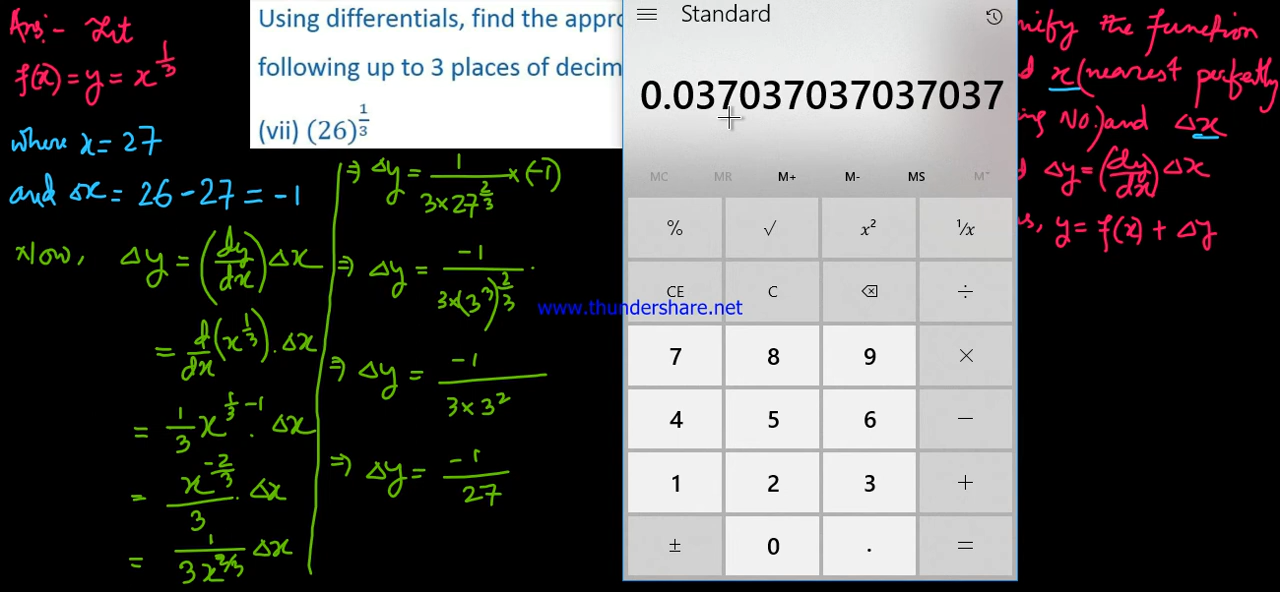 Ans:- Let
f(x) = y = x^{1/3}
where x = 27
and Δx = 26-27 = -1
Now, Δy = (dy/dx) Δx
= d/dx (x^{1/3}) . Δx
= 1/3 x^{1/3 -1} . Δx
= x^{-2/3}/3 . Δx
= 1/3x^{2/3} Δx
Using differentials, find the appro
following up to 3 places of decim
(vii) (26)^{1/3}
⇒ Δy = 1/3×27^{2/3} × (-1)
⇒ Δy = -1/3×(3^3)^{2/3} .
⇒ Δy = -1/3×3^2
⇒ Δy = -1/27
www.thundershare.net
Standard
0.037037037037037
MC MR M+ M- MS M˅
% √ x² ¹/x
CE C ⌫ ÷
7 8 9 ×
4 5 6 −
1 2 3 +
± 0 . =
the function
x (nearest perfectly
No.) and Δx
Δy = (dy/dx) Δx
, y = f(x) + Δy